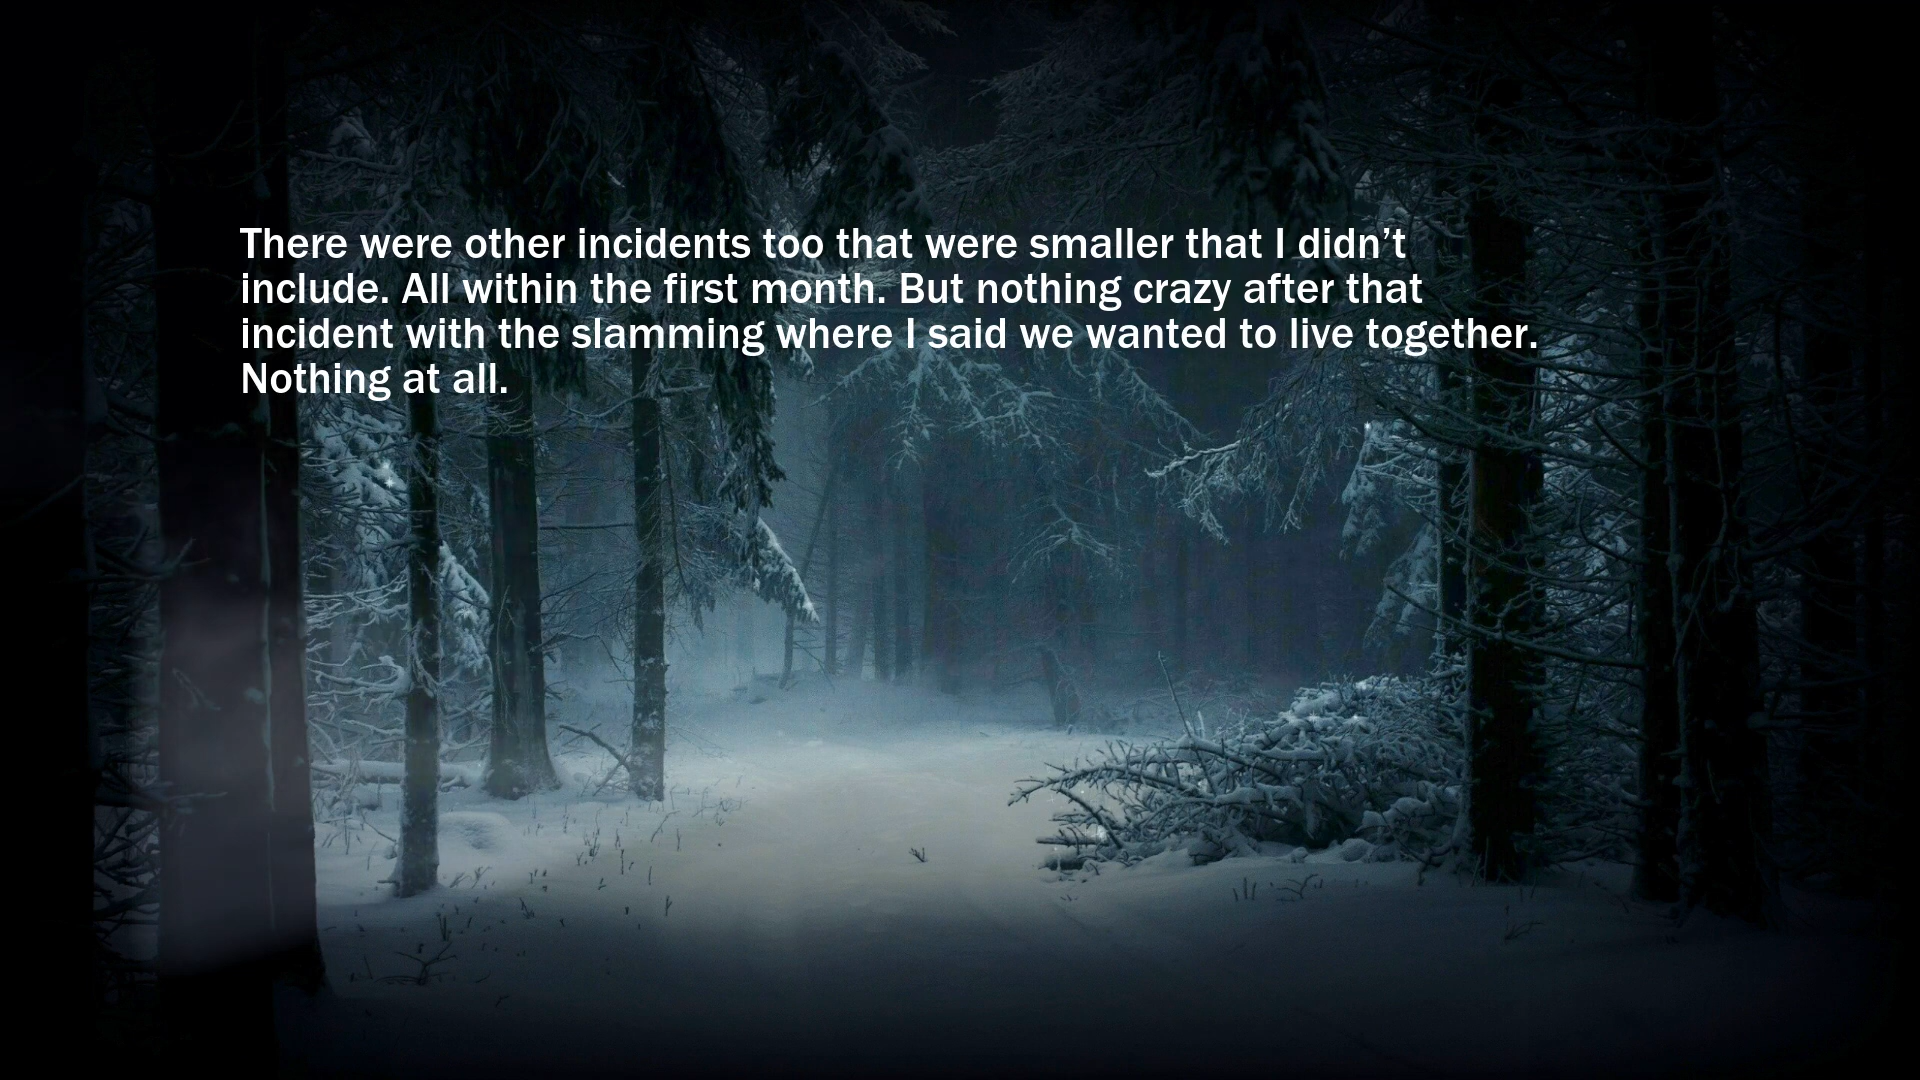 There were other incidents too that were smaller that I didn’t
include. All within the first month. But nothing crazy after that
incident with the slamming where I said we wanted to live together.
Nothing at all.